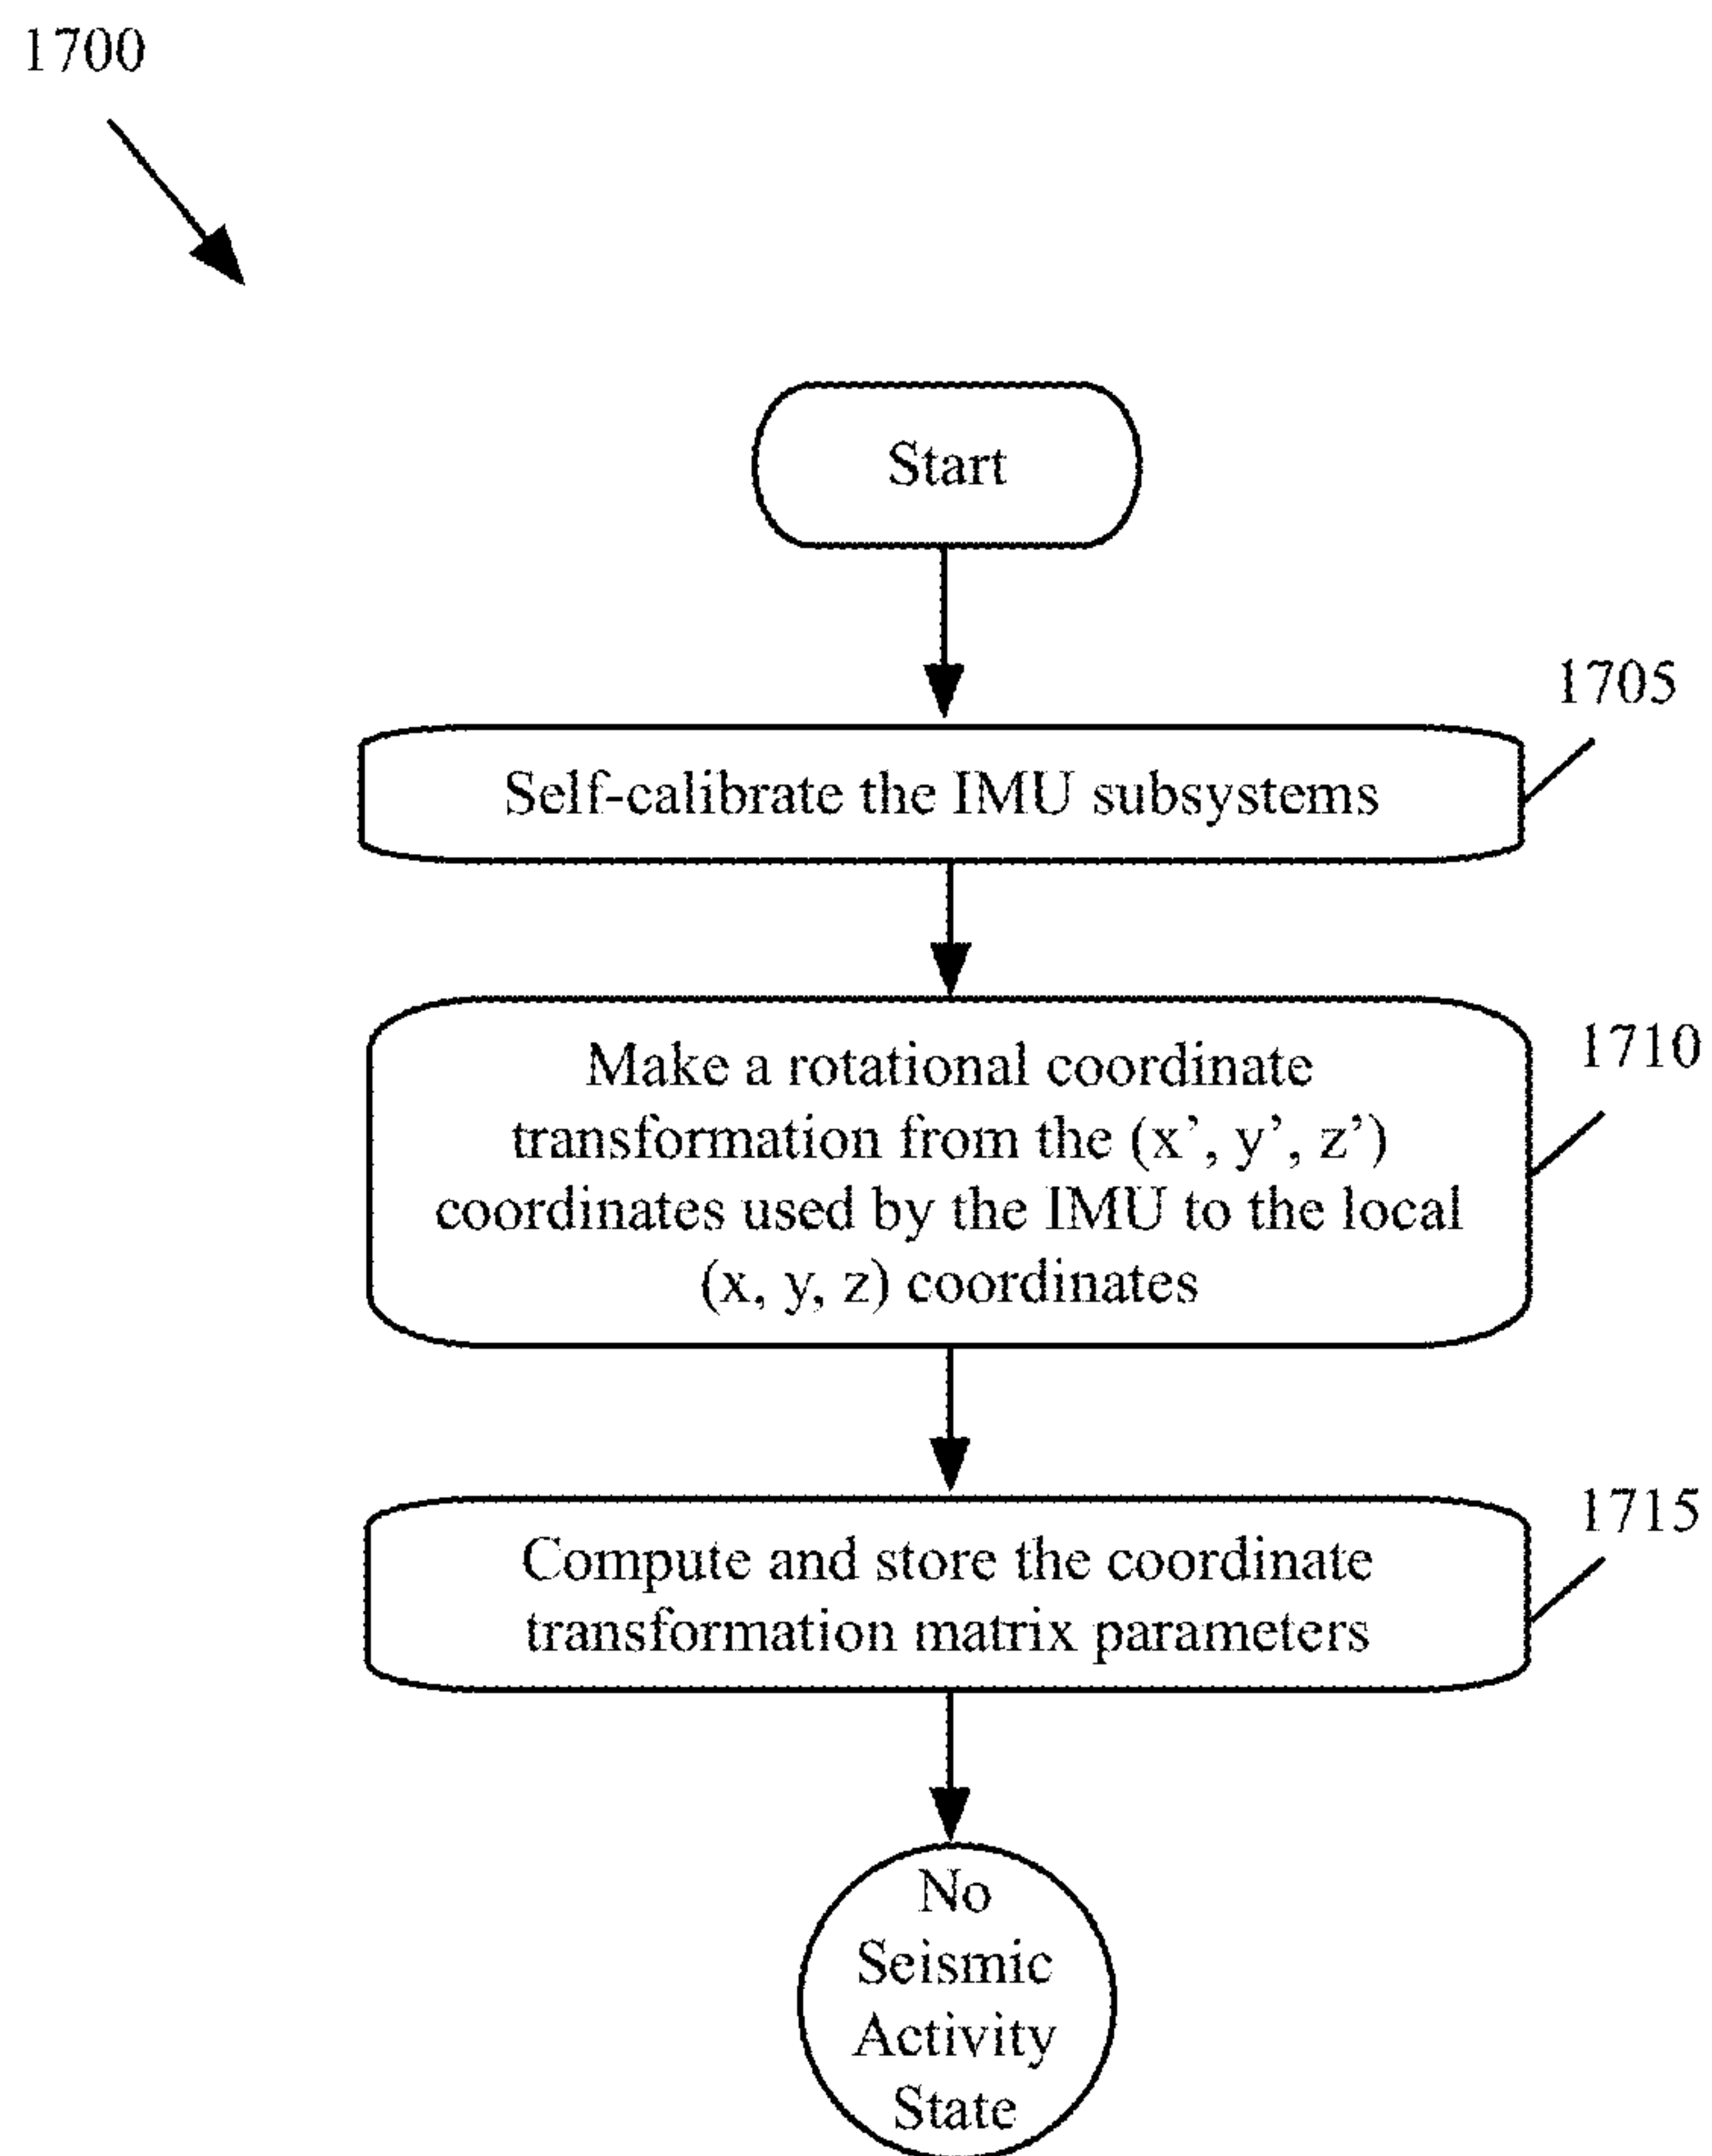 1700
Start
1705
Self-calibrate the IMU subsystems
1710
Make a rotational coordinate
transformation from the (x’, y’, z’)
coordinates used by the IMU to the local
(x, y, z) coordinates
1715
Compute and store the coordinate
transformation matrix parameters
No
Seismic
Activity
State